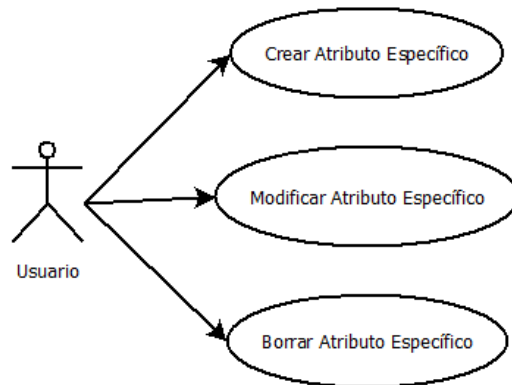 Crear Atributo Específico
Modificar Atributo Específico
Usuario
Borrar Atributo Específico